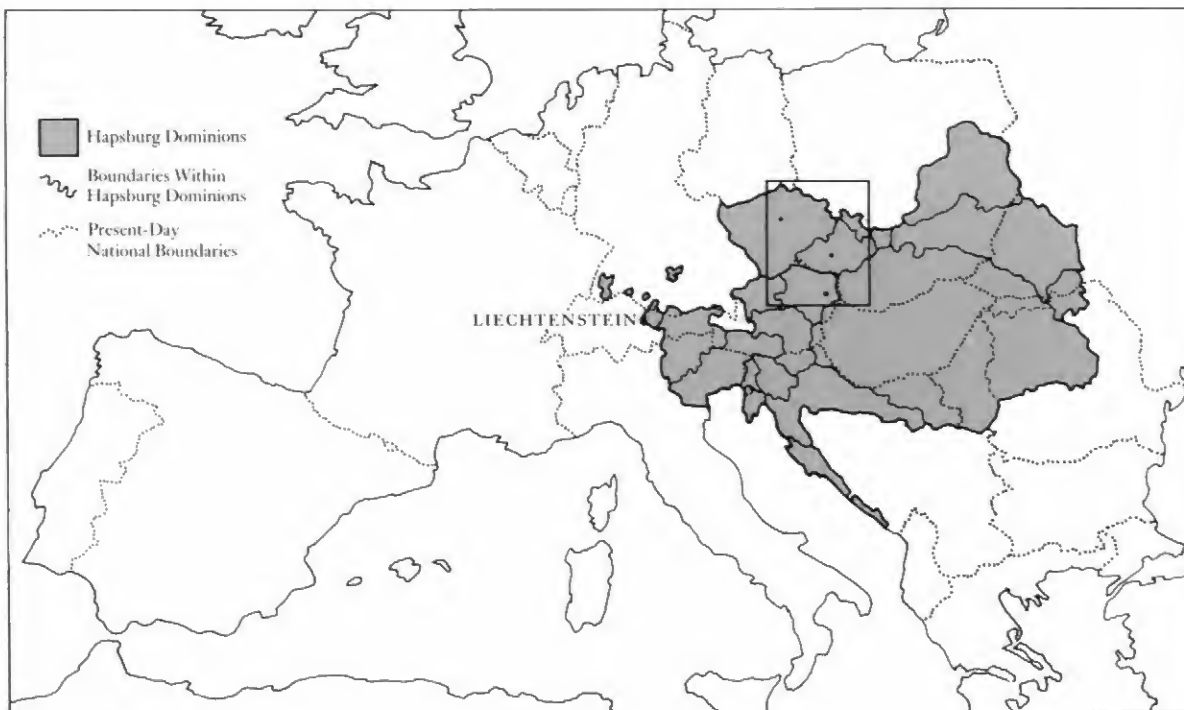 Hapsburg Dominions
Boundaries Within
Hapsburg Dominions
Present-Day
National Boundaries
LIECHTENSTEIN